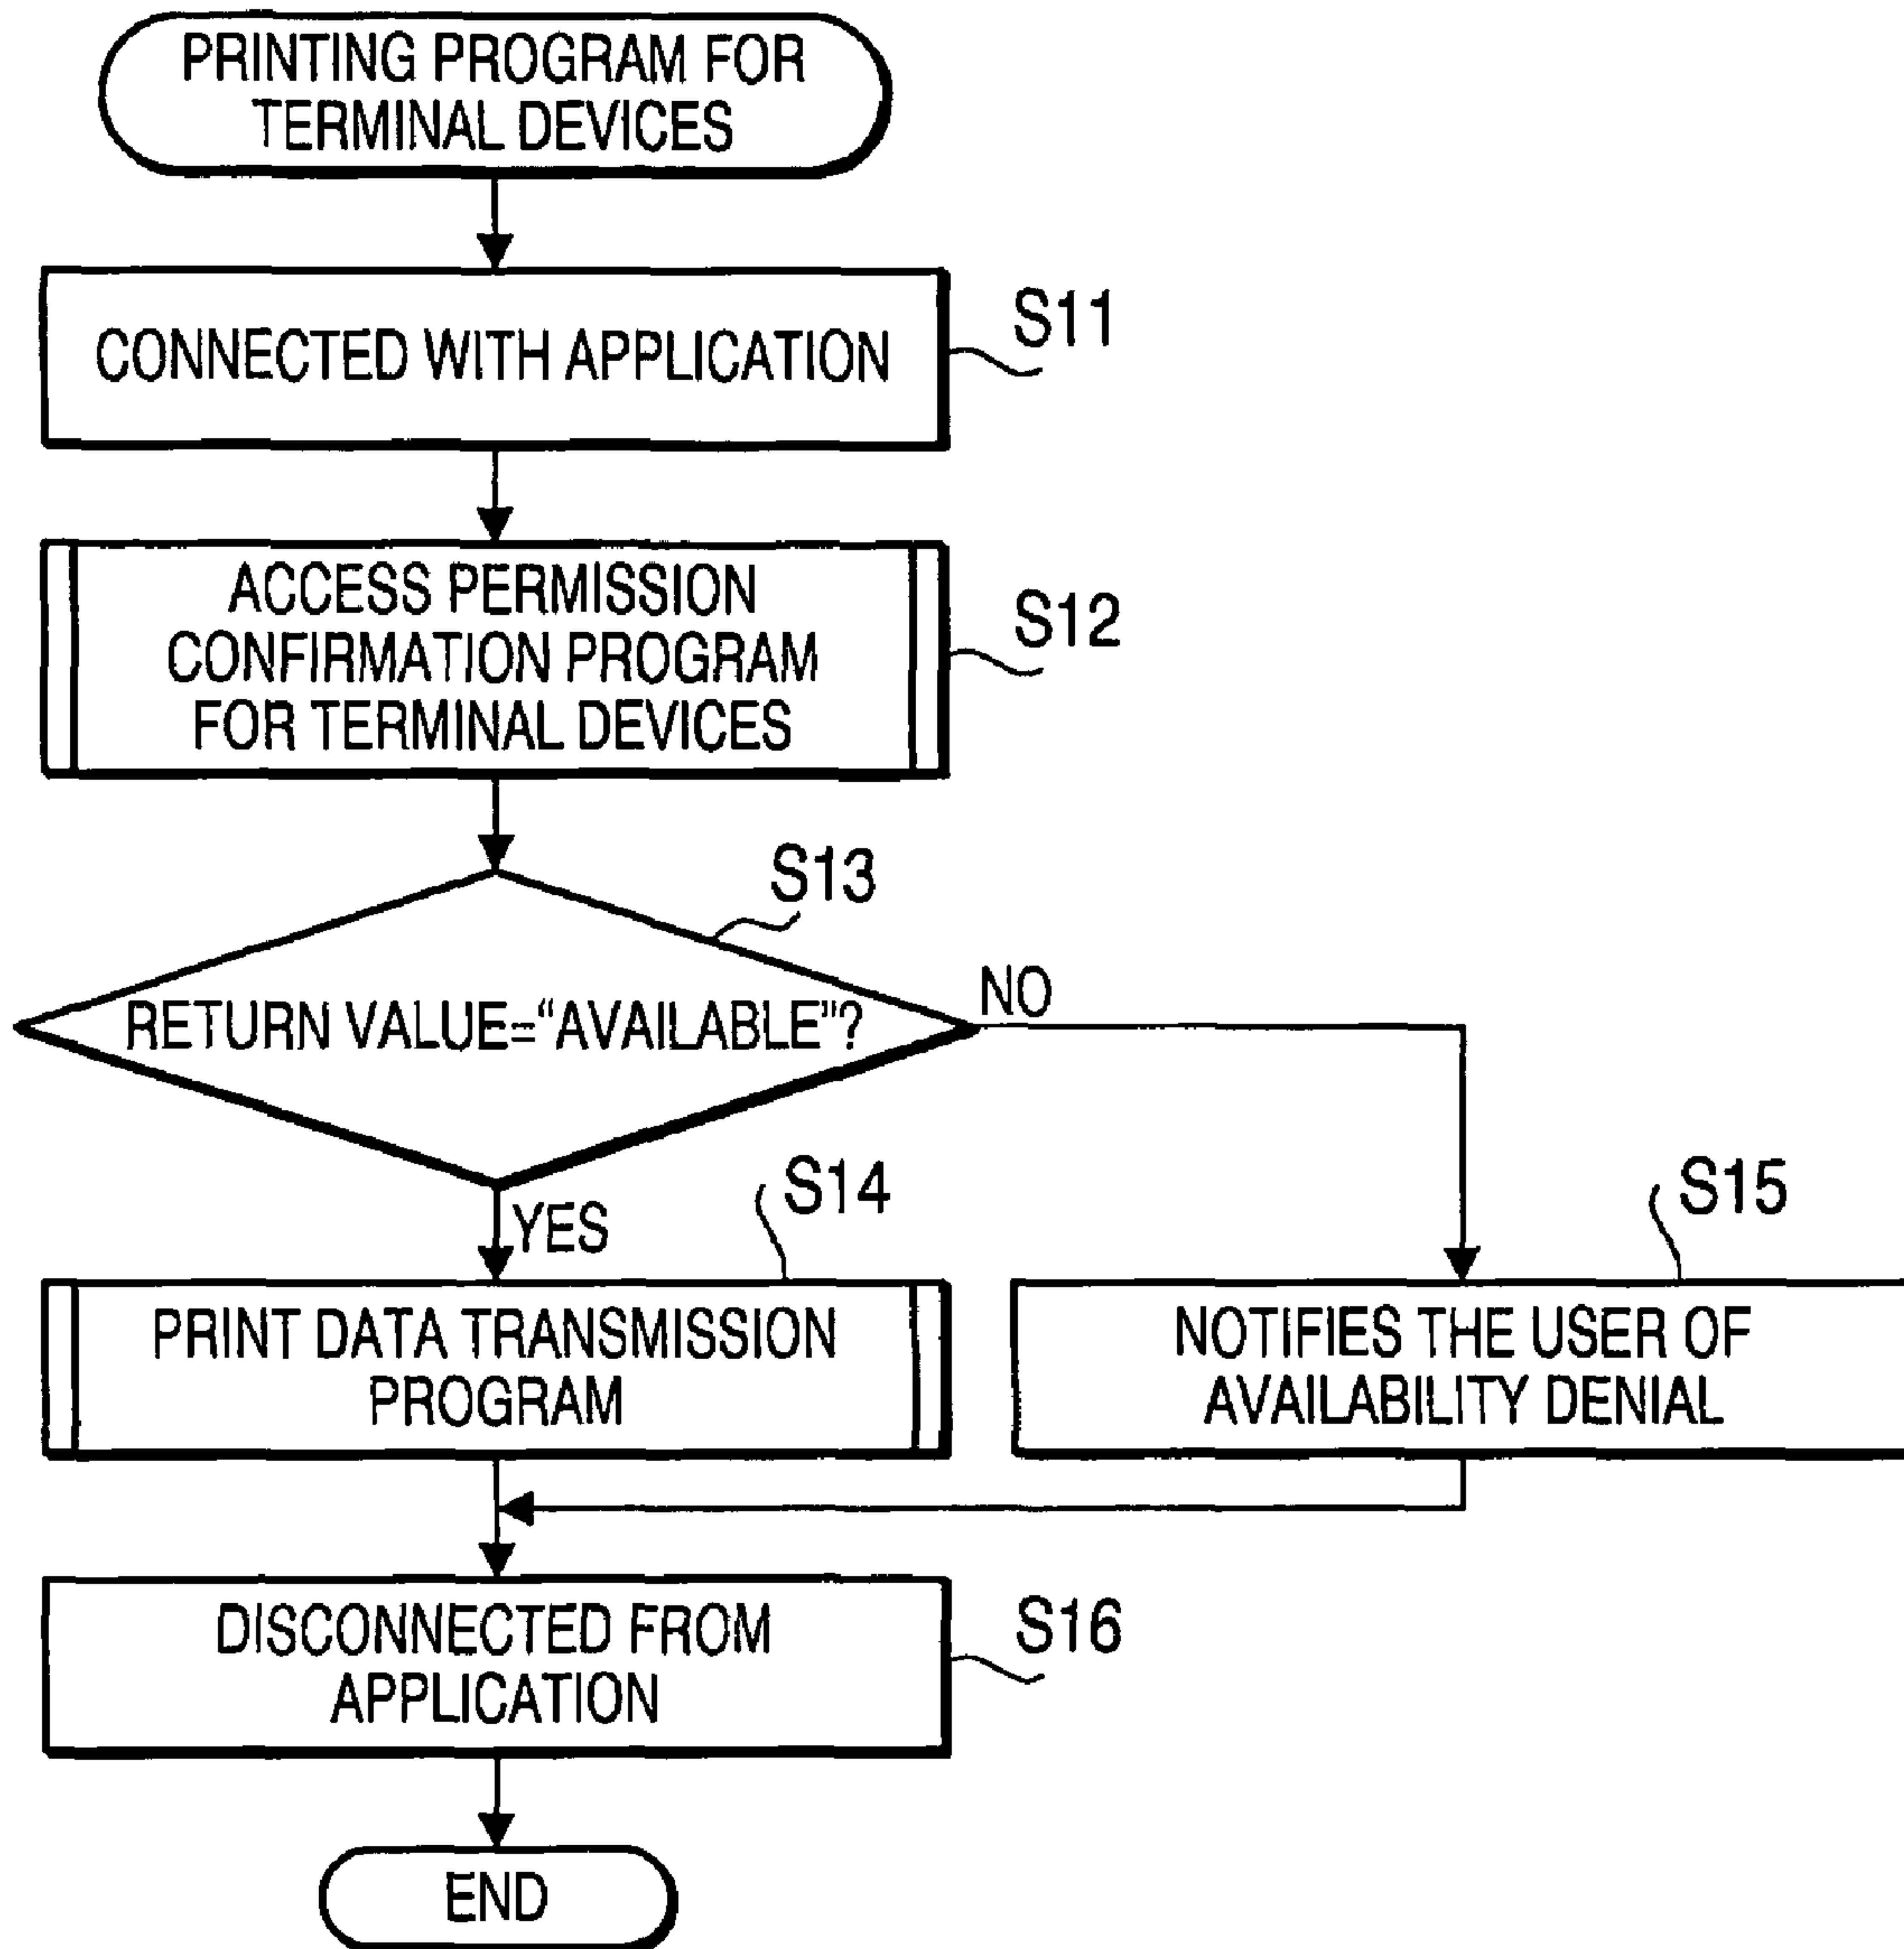 PRINTING PROGRAM FOR
TERMINAL DEVICES
CONNECTED WITH APPLICATION
S11
ACCESS PERMISSION
CONFIRMATION PROGRAM
FOR TERMINAL DEVICES
S12
S13
RETURN VALUE=“AVAILABLE”?
NO
YES
S14
PRINT DATA TRANSMISSION
PROGRAM
S15
NOTIFIES THE USER OF
AVAILABILITY DENIAL
DISCONNECTED FROM
APPLICATION
S16
END